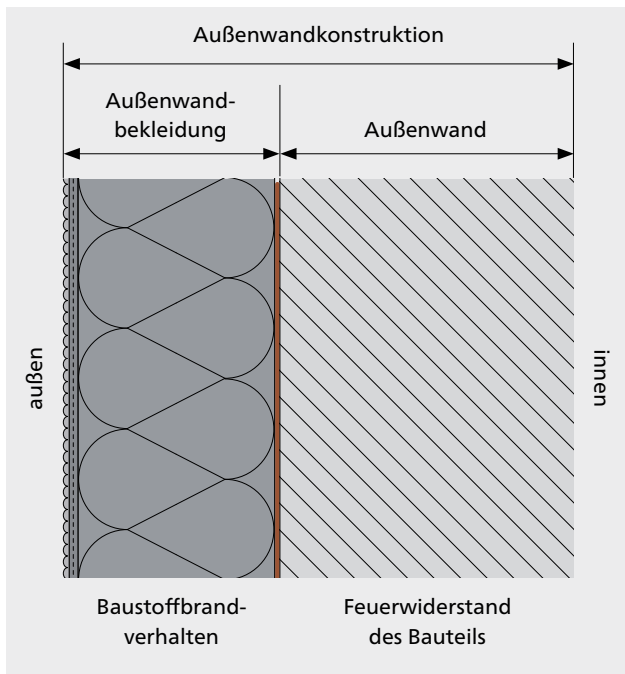 Außenwandkonstruktion
Außenwand-
bekleidung
Außenwand
außen
innen
Baustoffbrand-
verhalten
Feuerwiderstand
des Bauteils